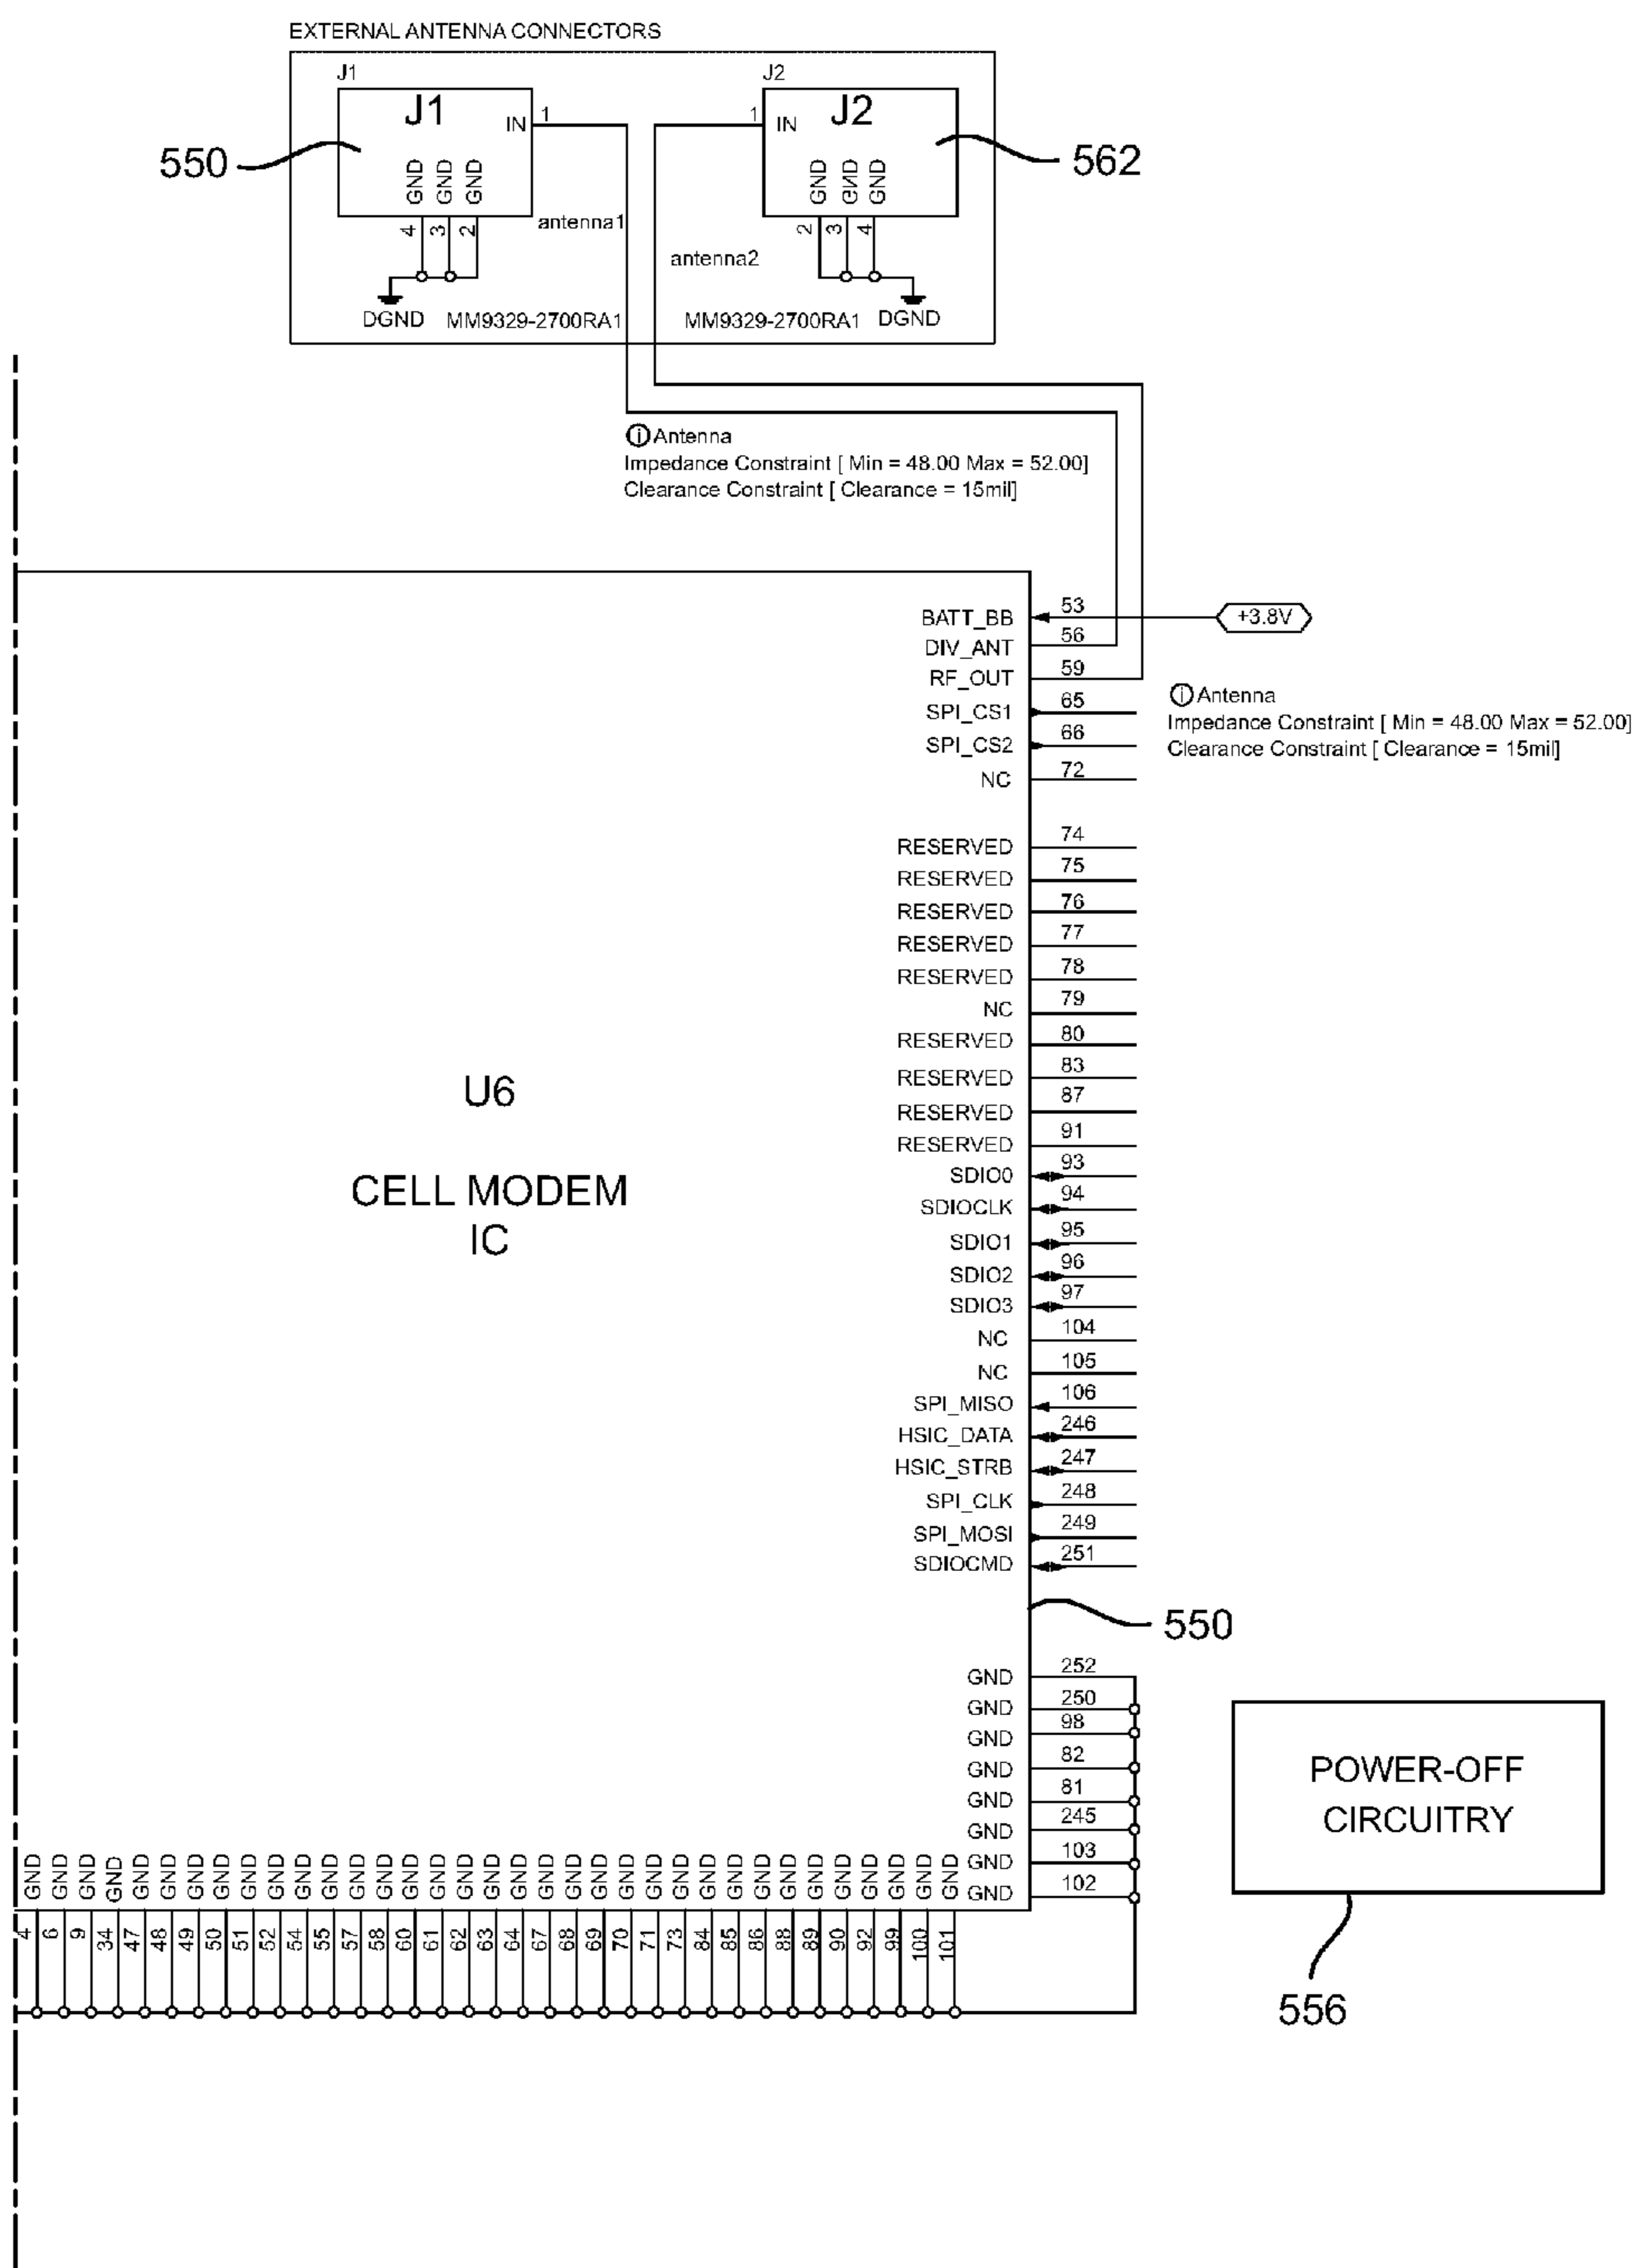 EXTERNAL ANTENNA CONNECTORS
J1
J2
J1
IN
1
1
IN
J2
550
562
GND
GND
GND
GND
GND
GND
4
3
2
antenna1
2
3
4
antenna2
DGND
MM9329-2700RA1
MM9329-2700RA1
DGND
i Antenna
Impedance Constraint [ Min = 48.00 Max = 52.00]
Clearance Constraint [ Clearance = 15mil]
BATT_BB 53
+3.8V
DIV_ANT 56
RF_OUT 59
i Antenna
Impedance Constraint [ Min = 48.00 Max = 52.00]
Clearance Constraint [ Clearance = 15mil]
SPI_CS1 65
SPI_CS2 66
NC 72
RESERVED 74
RESERVED 75
RESERVED 76
RESERVED 77
RESERVED 78
NC 79
RESERVED 80
RESERVED 83
RESERVED 87
RESERVED 91
U6
CELL MODEM
IC
SDIO0 93
SDIOCLK 94
SDIO1 95
SDIO2 96
SDIO3 97
NC 104
NC 105
SPI_MISO 106
HSIC_DATA 246
HSIC_STRB 247
SPI_CLK 248
SPI_MOSI 249
SDIOCMD 251
550
GND 252
GND 250
GND 98
GND 82
GND 81
GND 245
GND 103
GND 102
POWER-OFF
CIRCUITRY
556
GND GND GND GND GND GND GND GND GND GND GND GND GND GND GND GND GND GND GND GND GND GND GND GND GND GND GND GND GND GND GND GND GND GND GND
4 6 9 34 47 48 49 50 51 52 54 55 57 58 60 61 62 63 64 67 68 69 70 71 73 84 85 86 88 89 90 92 99 100 101